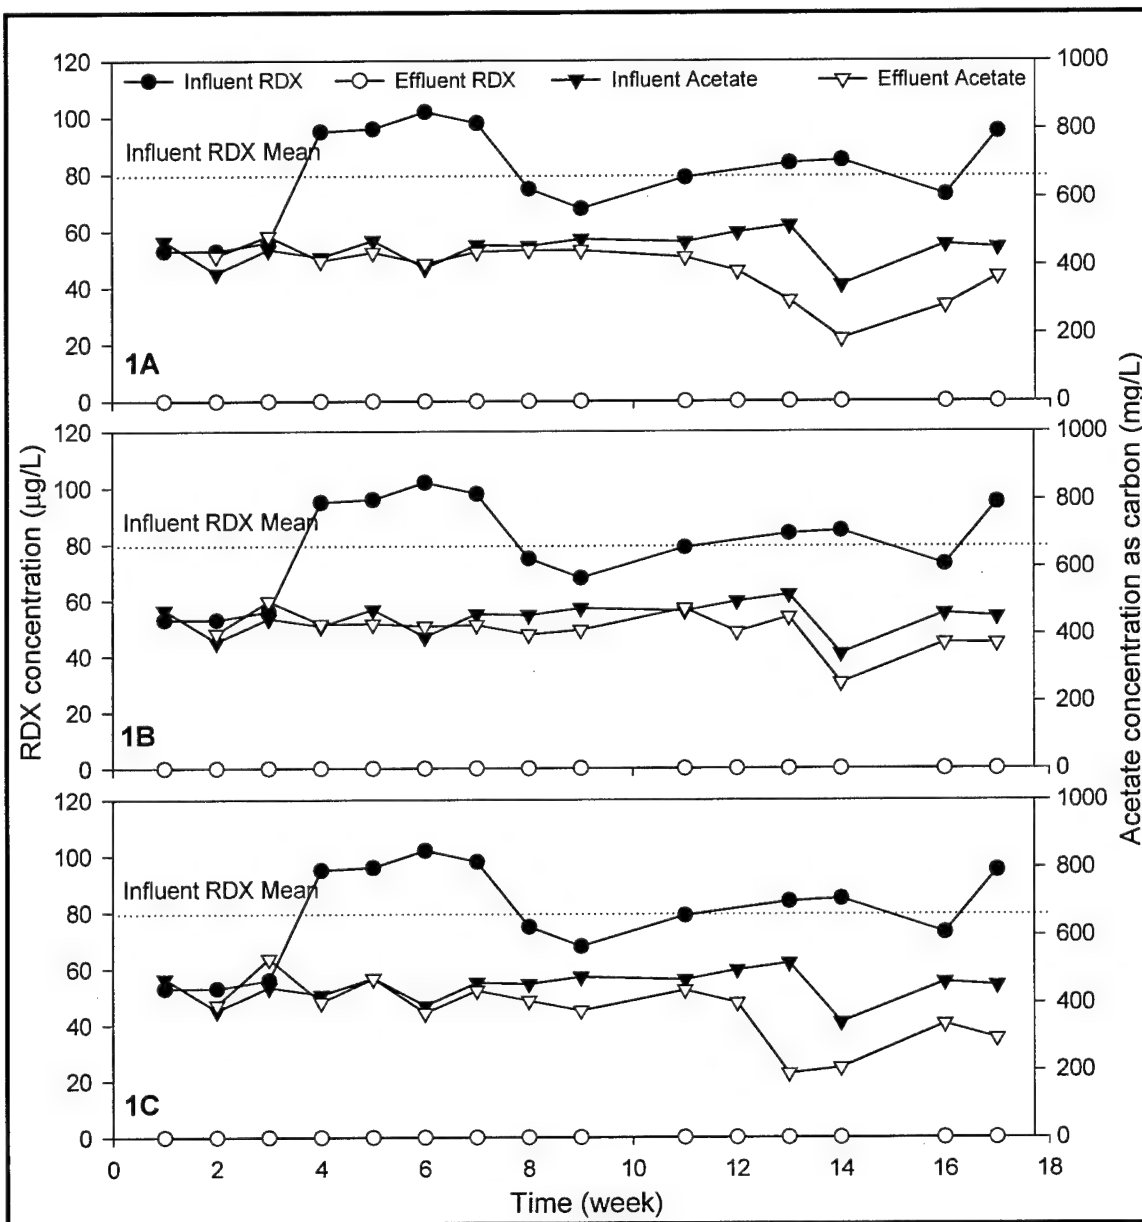 Influent RDX Effluent RDX Influent Acetate Effluent Acetate
120 1000
100 800
Influent RDX Mean
80 600
60 400
40 200
20
1A
0 0
120 1000
100 800
Influent RDX Mean
80 600
60 400
40 200
20
1B
0 0
120 1000
100 800
Influent RDX Mean
80 600
60 400
40 200
20
1C
0 0
0 2 4 6 8 10 12 14 16 18
Time (week)
RDX concentration (µg/L)
Acetate concentration as carbon (mg/L)